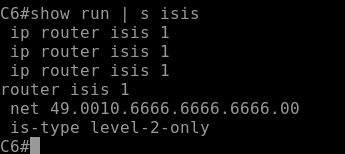 C6#show run | s isis
 ip router isis 1
 ip router isis 1
 ip router isis 1
router isis 1
 net 49.0010.6666.6666.6666.00
 is-type level-2-only
C6#